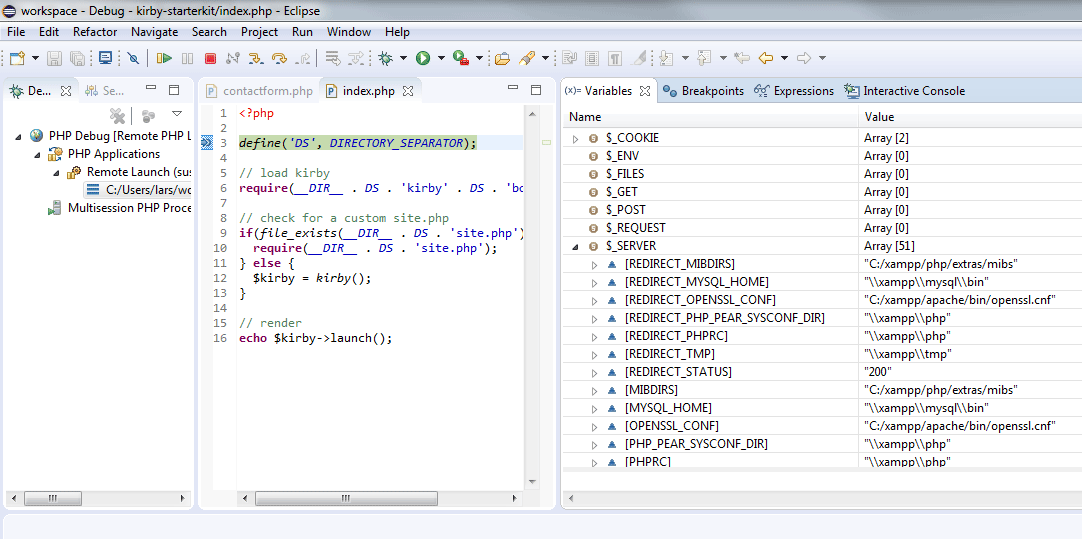 workspace - Debug - kirby-starterkit/index.php - Eclipse
File Edit Refactor Navigate Search Project Run Window Help
De... Se...
PHP Debug [Remote PHP L
PHP Applications
Remote Launch (sus
C:/Users/lars/wo
Multisession PHP Proce
contactform.php index.php
1 <?php
2
3 define('DS', DIRECTORY_SEPARATOR);
4
5 // load kirby
6 require(__DIR__ . DS . 'kirby' . DS . 'bo
7
8 // check for a custom site.php
9 if(file_exists(__DIR__ . DS . 'site.php')
10 require(__DIR__ . DS . 'site.php');
11 } else {
12 $kirby = kirby();
13 }
14
15 // render
16 echo $kirby->launch();
(x)= Variables Breakpoints Expressions Interactive Console
Name Value
$_COOKIE Array [2]
$_ENV Array [0]
$_FILES Array [0]
$_GET Array [0]
$_POST Array [0]
$_REQUEST Array [0]
$_SERVER Array [51]
[REDIRECT_MIBDIRS] "C:/xampp/php/extras/mibs"
[REDIRECT_MYSQL_HOME] "\\xampp\\mysql\\bin"
[REDIRECT_OPENSSL_CONF] "C:/xampp/apache/bin/openssl.cnf"
[REDIRECT_PHP_PEAR_SYSCONF_DIR] "\\xampp\\php"
[REDIRECT_PHPRC] "\\xampp\\php"
[REDIRECT_TMP] "\\xampp\\tmp"
[REDIRECT_STATUS] "200"
[MIBDIRS] "C:/xampp/php/extras/mibs"
[MYSQL_HOME] "\\xampp\\mysql\\bin"
[OPENSSL_CONF] "C:/xampp/apache/bin/openssl.cnf"
[PHP_PEAR_SYSCONF_DIR] "\\xampp\\php"
[PHPRC] "\\xampp\\php"